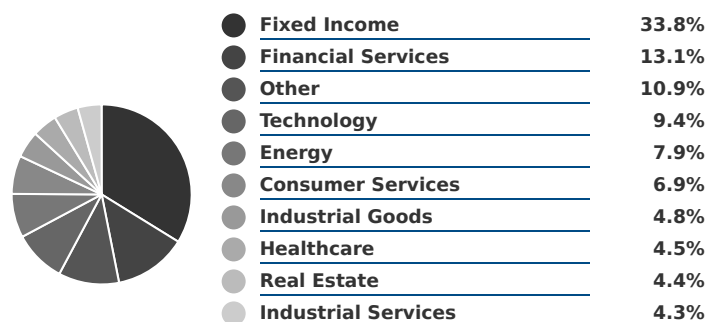 Fixed Income 33.8%
Financial Services 13.1%
Other 10.9%
Technology 9.4%
Energy 7.9%
Consumer Services 6.9%
Industrial Goods 4.8%
Healthcare 4.5%
Real Estate 4.4%
Industrial Services 4.3%